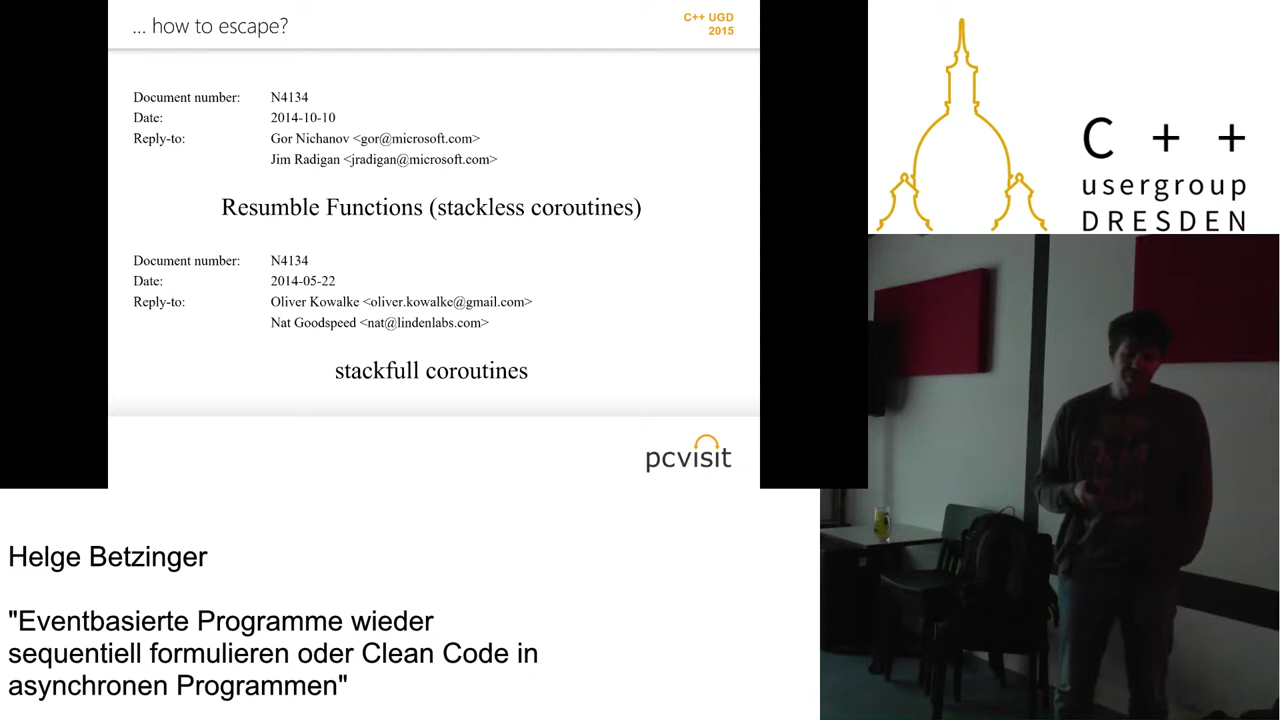 ... how to escape?
C++ UGD
2015
Document number: N4134
Date: 2014-10-10
Reply-to: Gor Nichanov <gor@microsoft.com>
Jim Radigan <jradigan@microsoft.com>
Resumble Functions (stackless coroutines)
Document number: N4134
Date: 2014-05-22
Reply-to: Oliver Kowalke <oliver.kowalke@gmail.com>
Nat Goodspeed <nat@lindenlabs.com>
stackfull coroutines
pcvisit
C + +
usergroup
DRESDEN
Helge Betzinger
"Eventbasierte Programme wieder
sequentiell formulieren oder Clean Code in
asynchronen Programmen"